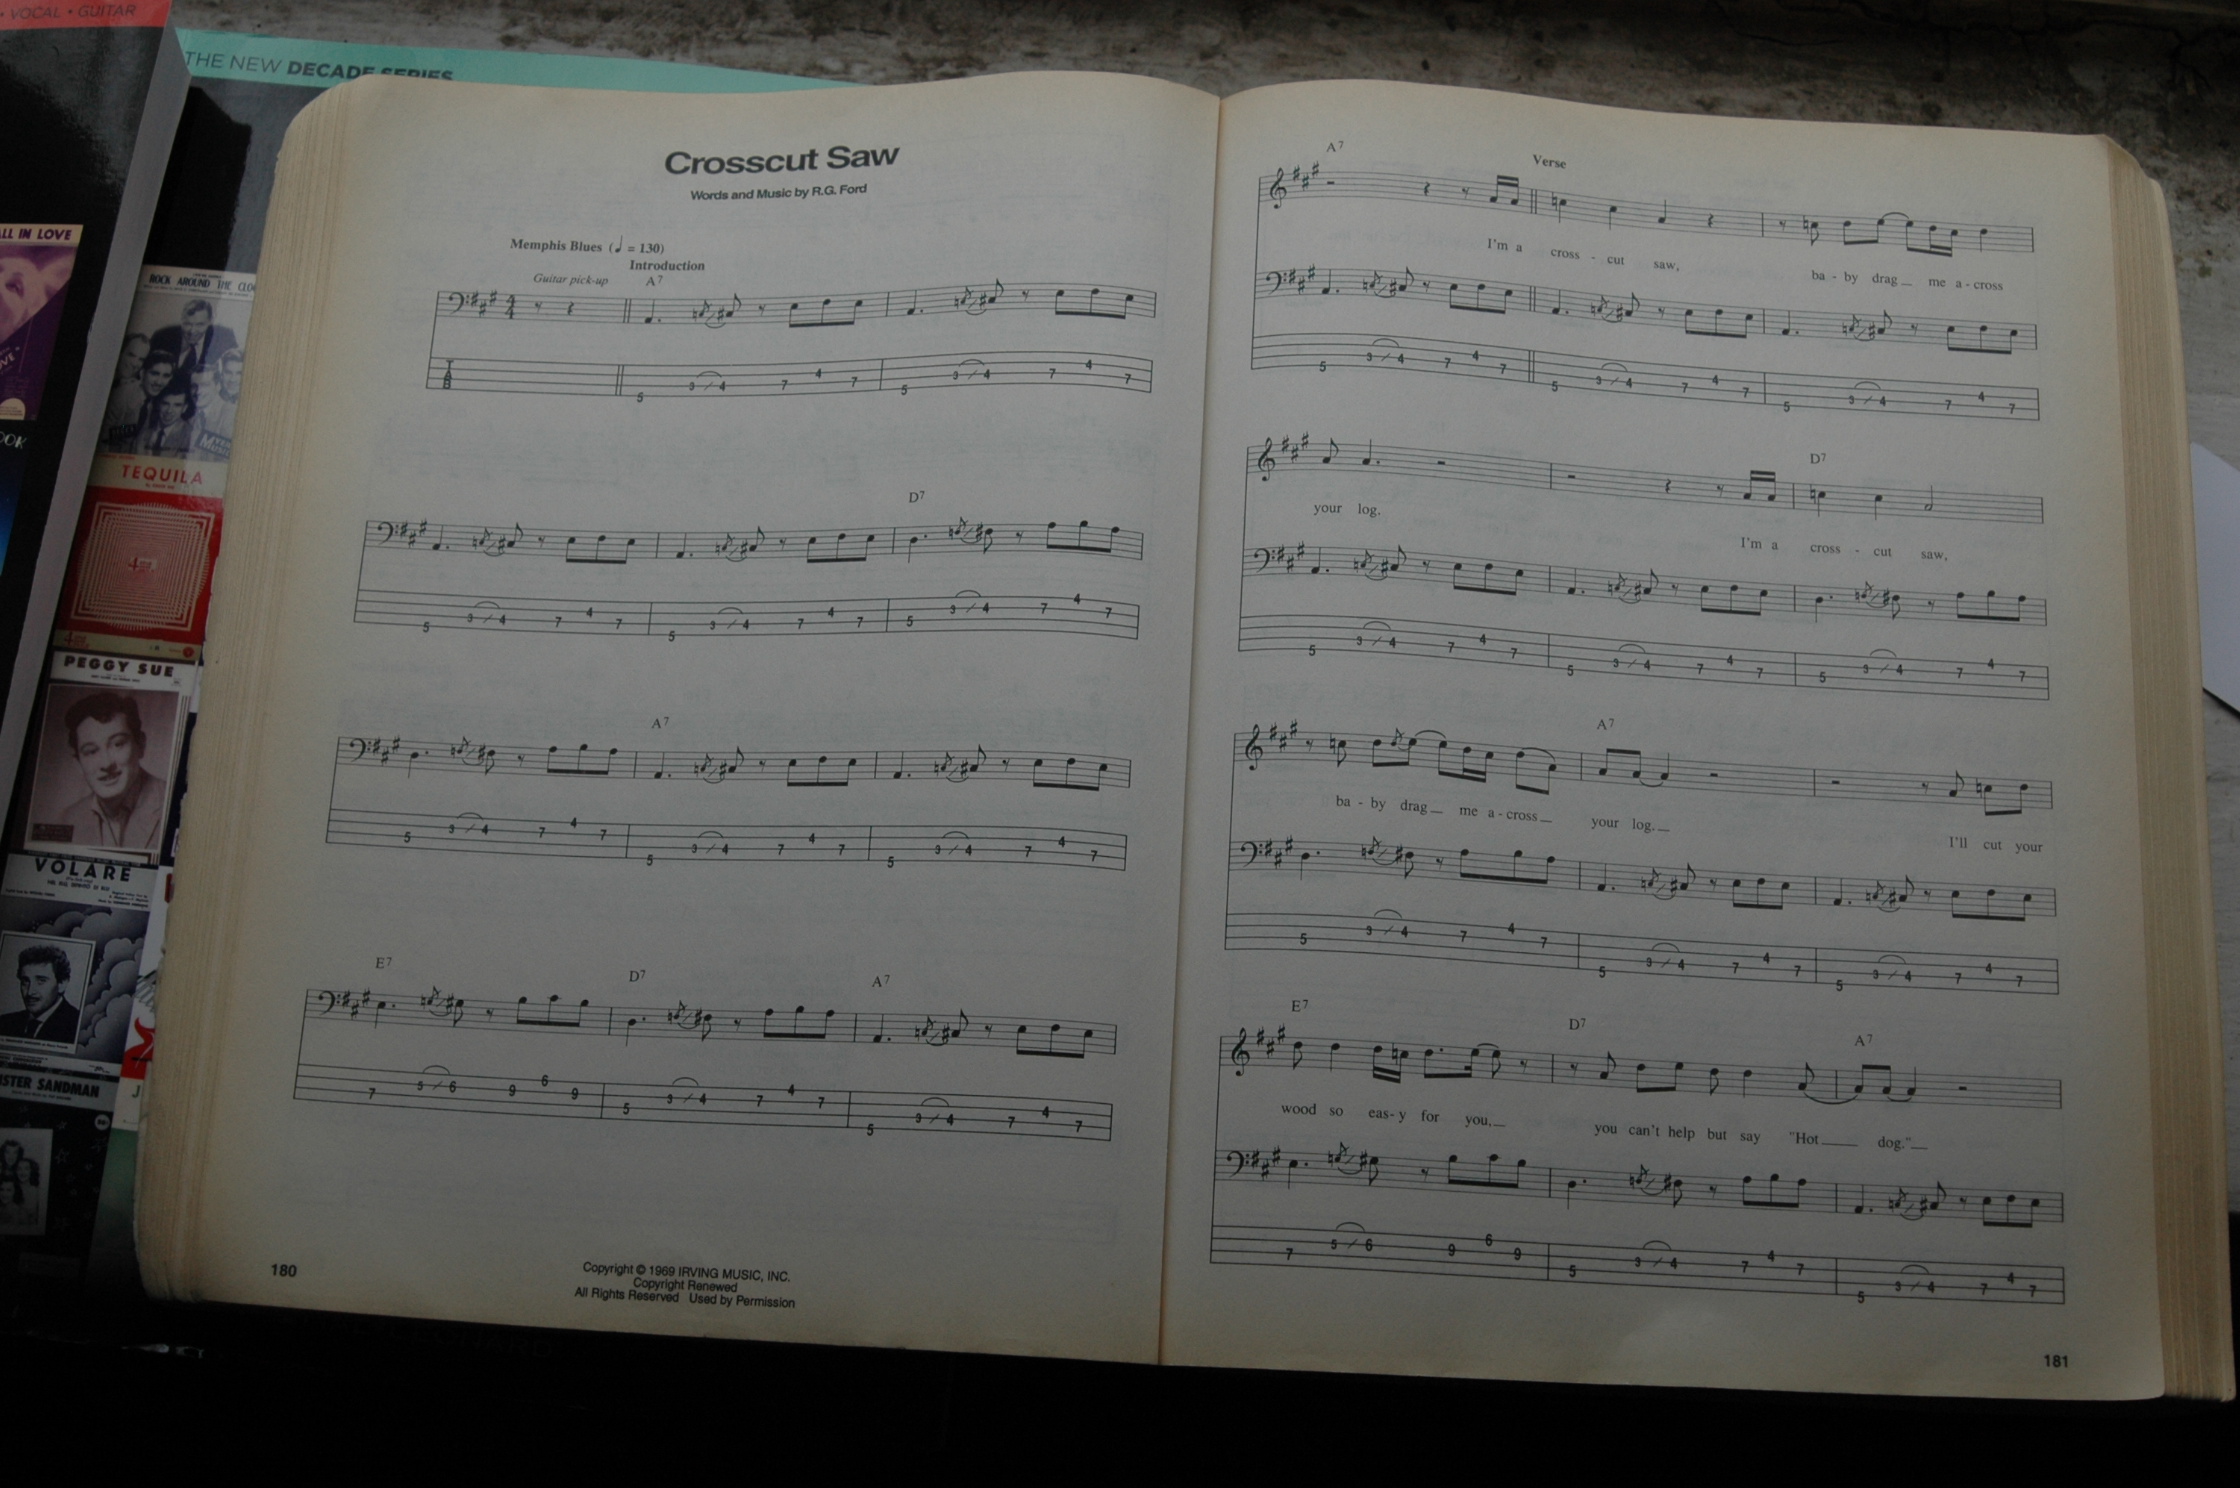 • VOCAL • GUITAR
THE NEW DECADE SERIES
ALL IN LOVE
ROCK AROUND THE
TEQUILA
PEGGY SUE
VOLARE
SANDMAN
Crosscut Saw
Words and Music by R.G. Ford
Memphis Blues (♩ = 130)
Introduction
Guitar pick-up A7
4
4
T
A
B
5 3 4 7 4 7 5 3 4 7 4 7
D7
5 3 4 7 4 7 5 3 4 7 4 7 5 3 4 7 4 7
A7
5 3 4 7 4 7 5 3 4 7 4 7 5 3 4 7 4 7
E7 D7 A7
7 5 6 9 6 9 5 3 4 7 4 7 5 3 4 7 4 7
180
Copyright © 1969 IRVING MUSIC, INC.
Copyright Renewed
All Rights Reserved Used by Permission
A7 Verse
I'm a cross - cut saw, ba - by drag me a - cross
5 3 4 7 4 7 5 3 4 7 4 7 5 3 4 7 4 7
D7
your log. I'm a cross - cut saw,
5 3 4 7 4 7 5 3 4 7 4 7 5 3 4 7 4 7
A7
ba - by drag me a - cross your log. I'll cut your
5 3 4 7 4 7 5 3 4 7 4 7 5 3 4 7 4 7
E7 D7 A7
wood so eas- y for you, you can't help but say "Hot dog."
7 5 6 9 6 9 5 3 4 7 4 7 5 3 4 7 4 7
181